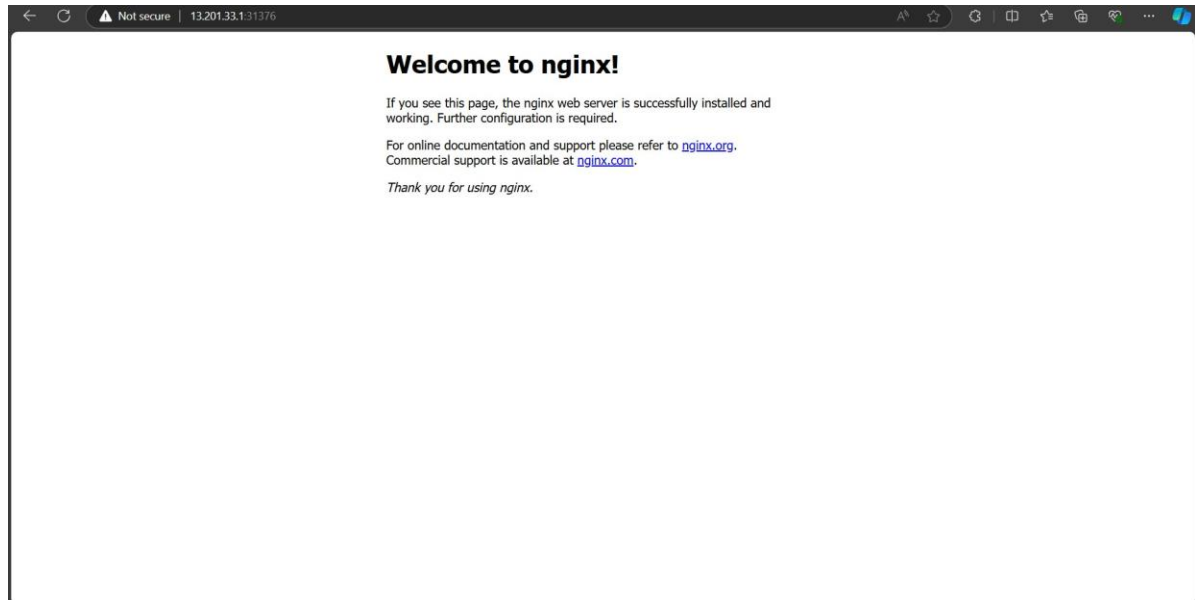 Not secure | 13.201.33.1:31376
Welcome to nginx!
If you see this page, the nginx web server is successfully installed and
working. Further configuration is required.
For online documentation and support please refer to nginx.org.
Commercial support is available at nginx.com.
Thank you for using nginx.